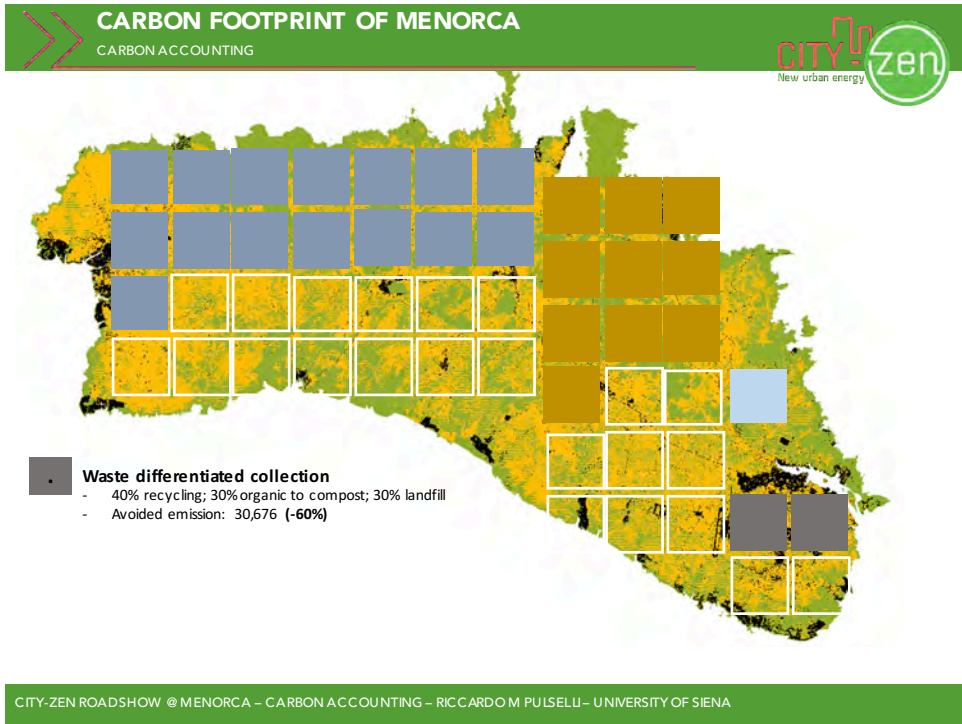 CARBON FOOTPRINT OF MENORCA
CARBON ACCOUNTING
CITY
zen
New urban energy
Waste differentiated collection
- 40% recycling; 30% organic to compost; 30% landfill
- Avoided emission: 30,676 (-60%)
CITY-ZEN ROADSHOW @ MENORCA – CARBON ACCOUNTING – RICCARDO M PULSELLI – UNIVERSITY OF SIENA